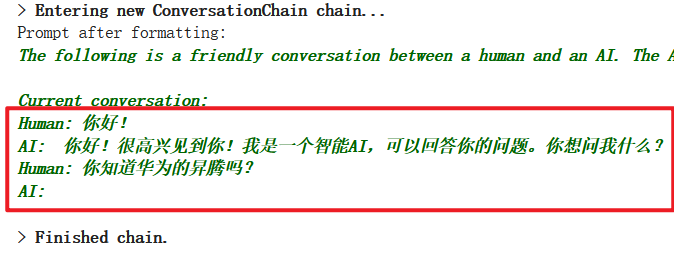 > Entering new ConversationChain chain...
Prompt after formatting:
The following is a friendly conversation between a human and an AI. The A
Current conversation:
Human: 你好！
AI:  你好！很高兴见到你！我是一个智能AI，可以回答你的问题。你想问我什么？
Human: 你知道华为的昇腾吗？
AI:
> Finished chain.